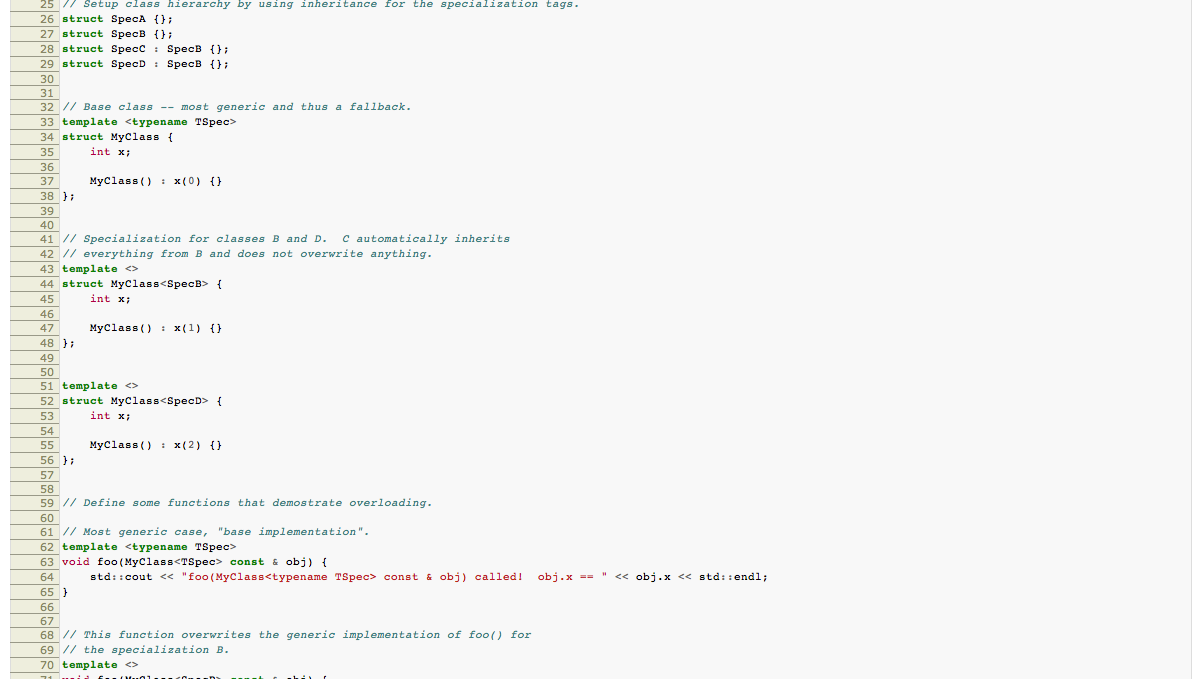 25 // Setup class hierarchy by using inheritance for the specialization tags.
26 struct SpecA {};
27 struct SpecB {};
28 struct SpecC : SpecB {};
29 struct SpecD : SpecB {};
30
31
32 // Base class -- most generic and thus a fallback.
33 template <typename TSpec>
34 struct MyClass {
35     int x;
36
37     MyClass() : x(0) {}
38 };
39
40
41 // Specialization for classes B and D.  C automatically inherits
42 // everything from B and does not overwrite anything.
43 template <>
44 struct MyClass<SpecB> {
45     int x;
46
47     MyClass() : x(1) {}
48 };
49
50
51 template <>
52 struct MyClass<SpecD> {
53     int x;
54
55     MyClass() : x(2) {}
56 };
57
58
59 // Define some functions that demostrate overloading.
60
61 // Most generic case, "base implementation".
62 template <typename TSpec>
63 void foo(MyClass<TSpec> const & obj) {
64     std::cout << "foo(MyClass<typename TSpec> const & obj) called!  obj.x == " << obj.x << std::endl;
65 }
66
67
68 // This function overwrites the generic implementation of foo() for
69 // the specialization B.
70 template <>
71 void foo(MyClass<SpecB> const & obj) {